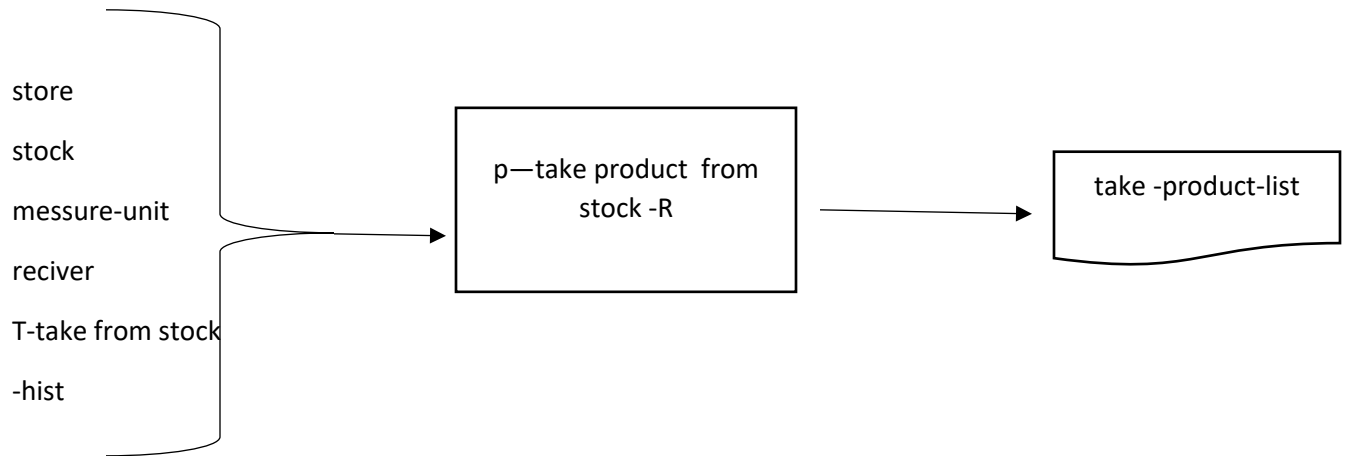 store
stock
messure-unit
reciver
T-take from stock
-hist
p—take product  from
stock -R
take -product-list